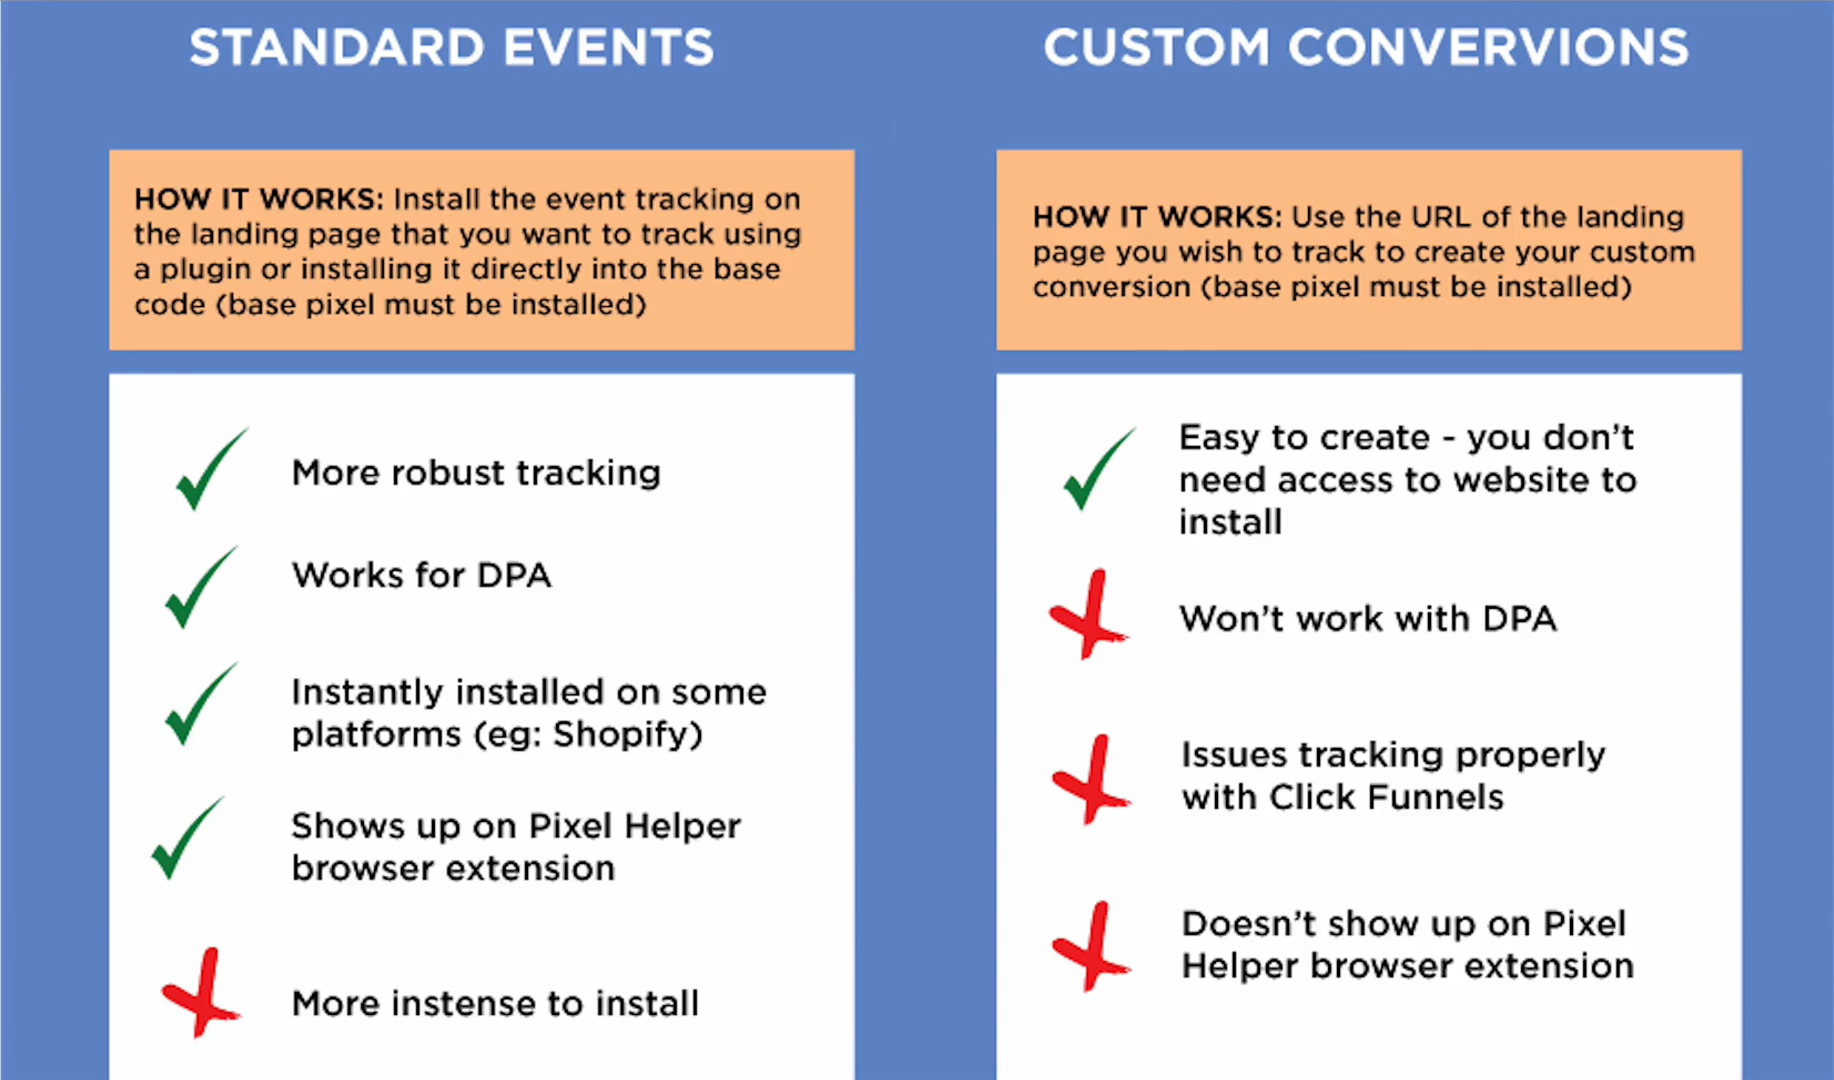 STANDARD EVENTS
HOW IT WORKS: Install the event tracking on
the landing page that you want to track using
a plugin or installing it directly into the base
code (base pixel must be installed)
More robust tracking
Works for DPA
Instantly installed on some
platforms (eg: Shopify)
Shows up on Pixel Helper
browser extension
More instense to install
CUSTOM CONVERVIONS
HOW IT WORKS: Use the URL of the landing
page you wish to track to create your custom
conversion (base pixel must be installed)
Easy to create - you don't
need access to website to
install
Won't work with DPA
Issues tracking properly
with Click Funnels
Doesn't show up on Pixel
Helper browser extension